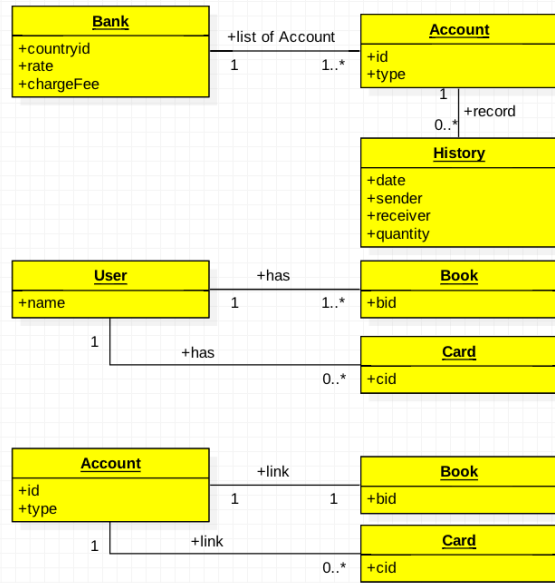 Bank
+countryid
+rate
+chargeFee
+list of Account
1
1..*
Account
+id
+type
1
+record
0..*
History
+date
+sender
+receiver
+quantity
User
+name
+has
1
1..*
Book
+bid
1
+has
0..*
Card
+cid
Account
+id
+type
+link
1
1
Book
+bid
1
+link
0..*
Card
+cid